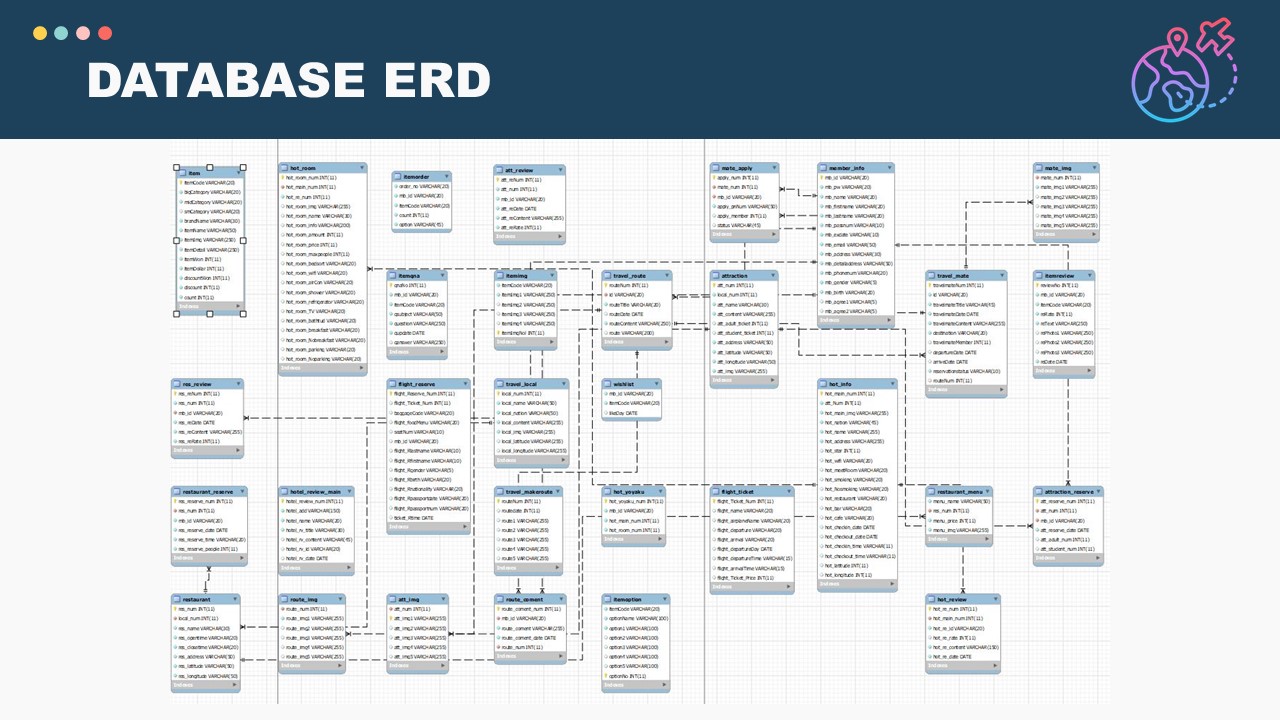 DATABASE ERD
item
itemCode VARCHAR(20)
bigCategory VARCHAR(20)
midCategory VARCHAR(20)
smCategory VARCHAR(20)
brandName VARCHAR(30)
itemName VARCHAR(50)
itemImg VARCHAR(250)
itemDetail VARCHAR(250)
itemWon INT(11)
itemDollar INT(11)
discountWon INT(11)
discount INT(11)
count INT(11)
Indexes
hot_room
hot_room_num INT(11)
hot_main_num INT(11)
hot_re_num INT(11)
hot_room_img VARCHAR(255)
hot_room_name VARCHAR(30)
hot_room_info VARCHAR(200)
hot_room_amount INT(11)
hot_room_price INT(11)
hot_room_maxpeople INT(11)
hot_room_bedsort VARCHAR(20)
hot_room_wifi VARCHAR(20)
hot_room_airCon VARCHAR(20)
hot_room_shower VARCHAR(20)
hot_room_refrigerator VARCHAR(20)
hot_room_TV VARCHAR(20)
hot_room_bathtub VARCHAR(20)
hot_room_breakfast VARCHAR(20)
hot_room_nobreakfast VARCHAR(20)
hot_room_parking VARCHAR(20)
hot_room_noparking VARCHAR(20)
Indexes
itemorder
order_no VARCHAR(20)
mb_id VARCHAR(20)
itemCode VARCHAR(20)
count INT(11)
option VARCHAR(45)
Indexes
att_review
att_reNum INT(11)
att_num INT(11)
mb_id VARCHAR(20)
att_reDate DATE
att_reContent VARCHAR(255)
att_reRate INT(11)
Indexes
mate_apply
apply_num INT(11)
mate_num INT(11)
mb_id VARCHAR(20)
apply_phNum VARCHAR(50)
apply_member INT(11)
status VARCHAR(45)
Indexes
member_info
mb_id VARCHAR(20)
mb_pw VARCHAR(20)
mb_name VARCHAR(20)
mb_firstname VARCHAR(20)
mb_lastname VARCHAR(20)
mb_passnum VARCHAR(10)
mb_exdate VARCHAR(10)
mb_email VARCHAR(50)
mb_address VARCHAR(30)
mb_detailaddress VARCHAR(50)
mb_phonenum VARCHAR(20)
mb_gender VARCHAR(5)
mb_birth VARCHAR(20)
mb_agree1 VARCHAR(5)
mb_agree2 VARCHAR(5)
Indexes
mate_img
mate_num INT(11)
mate_img1 VARCHAR(255)
mate_img2 VARCHAR(255)
mate_img3 VARCHAR(255)
mate_img4 VARCHAR(255)
mate_img5 VARCHAR(255)
Indexes
itemqna
qnaNo INT(11)
mb_id VARCHAR(20)
itemCode VARCHAR(20)
qsubject VARCHAR(50)
question VARCHAR(250)
qupdate DATE
qanswer VARCHAR(250)
Indexes
itemimg
itemCode VARCHAR(20)
itemImg1 VARCHAR(250)
itemImg2 VARCHAR(250)
itemImg3 VARCHAR(250)
itemImg4 VARCHAR(250)
itemImgNo INT(11)
Indexes
travel_route
routeNum INT(11)
id VARCHAR(20)
routeTitle VARCHAR(20)
routeDate DATE
routeContent VARCHAR(250)
route VARCHAR(200)
Indexes
attraction
att_num INT(11)
local_num INT(11)
att_name VARCHAR(30)
att_content VARCHAR(255)
att_adult_ticket INT(11)
att_student_ticket INT(11)
att_address VARCHAR(50)
att_latitude VARCHAR(50)
att_longitude VARCHAR(50)
att_img VARCHAR(255)
Indexes
travel_mate
travelmateNum INT(11)
id VARCHAR(20)
travelmateTitle VARCHAR(45)
travelmateDate DATE
travelmateContent VARCHAR(255)
destination VARCHAR(20)
travelmateMember INT(11)
departureDate DATE
arrivalDate DATE
reservationstatus INT(10)
routeNum INT(11)
Indexes
itemreview
reviewNo INT(11)
mb_id VARCHAR(20)
itemCode VARCHAR(20)
reRate INT(11)
reText VARCHAR(250)
rePhoto1 VARCHAR(250)
rePhoto2 VARCHAR(250)
rePhoto3 VARCHAR(250)
reDate DATE
Indexes
res_review
res_reNum INT(11)
res_num INT(11)
mb_id VARCHAR(20)
res_reDate DATE
res_reContent VARCHAR(255)
res_reRate INT(11)
Indexes
flight_reserve
flight_Reserve_Num INT(11)
flight_Ticket_Num INT(11)
baggageCode VARCHAR(20)
flight_FoodMenu VARCHAR(20)
seatNum VARCHAR(10)
mb_id VARCHAR(20)
flight_Rlastname VARCHAR(10)
flight_Rfirstname VARCHAR(10)
flight_Rgender VARCHAR(5)
flight_Rbirth VARCHAR(20)
flight_Rnationality VARCHAR(20)
flight_Rpassportdate VARCHAR(20)
flight_Rpassportnum VARCHAR(20)
ticket_Rtime DATE
Indexes
travel_local
local_num INT(11)
local_name VARCHAR(50)
local_nation VARCHAR(50)
local_content VARCHAR(255)
local_img VARCHAR(255)
local_latitude VARCHAR(255)
local_longitude VARCHAR(255)
Indexes
wishlist
mb_id VARCHAR(20)
itemCode VARCHAR(20)
likeDay DATE
hot_info
hot_main_num INT(11)
att_Num INT(11)
hot_main_img VARCHAR(255)
hot_nation VARCHAR(45)
hot_name VARCHAR(255)
hot_address VARCHAR(255)
hot_star INT(11)
hot_wifi VARCHAR(20)
hot_meetRoom VARCHAR(20)
hot_smoking VARCHAR(20)
hot_Nosmoking VARCHAR(20)
hot_restaurant VARCHAR(20)
hot_bar VARCHAR(20)
hot_cafe VARCHAR(20)
hot_checkin_date VARCHAR(20)
hot_checkout_date VARCHAR(20)
hot_checkin_time VARCHAR(11)
hot_checkout_time VARCHAR(11)
hot_latitude INT(11)
hot_longitude INT(11)
Indexes
restaurant_reserve
res_reserve_num INT(11)
res_num INT(11)
mb_id VARCHAR(20)
res_reserve_date DATE
res_reserve_time VARCHAR(20)
res_reserve_people INT(11)
Indexes
hotel_review_main
hotel_review_num INT(11)
hotel_add VARCHAR(150)
hotel_name VARCHAR(20)
hotel_rv_title VARCHAR(30)
hotel_rv_content VARCHAR(45)
hotel_rv_id VARCHAR(20)
hotel_rv_date DATE
Indexes
travel_makeroute
routeNum INT(11)
routedate DATE
route1 VARCHAR(255)
route2 VARCHAR(255)
route3 VARCHAR(255)
route4 VARCHAR(255)
route5 VARCHAR(255)
Indexes
hot_yoyaku
hot_yoyaku_num INT(11)
mb_id VARCHAR(20)
hot_main_num INT(11)
hot_room_num INT(11)
Indexes
flight_ticket
flight_Ticket_Num INT(11)
flight_name VARCHAR(20)
flight_airplaneName VARCHAR(20)
flight_departure VARCHAR(20)
flight_arrival VARCHAR(20)
flight_departureDay DATE
flight_departureTime VARCHAR(15)
flight_arrivalTime VARCHAR(15)
flight_Ticket_Price INT(11)
Indexes
restaurant_menu
menu_name VARCHAR(50)
res_num INT(11)
menu_price INT(11)
menu_img VARCHAR(255)
Indexes
attraction_reserve
att_reserve_num INT(11)
att_num INT(11)
mb_id VARCHAR(20)
att_reserve_date DATE
att_adult_num INT(11)
att_student_num INT(11)
Indexes
restaurant
res_num INT(11)
local_num INT(11)
res_name VARCHAR(30)
res_opentime VARCHAR(20)
res_closetime VARCHAR(20)
res_address VARCHAR(50)
res_latitude VARCHAR(50)
res_longitude VARCHAR(50)
Indexes
route_img
route_num INT(11)
route_img1 VARCHAR(255)
route_img2 VARCHAR(255)
route_img3 VARCHAR(255)
route_img4 VARCHAR(255)
route_img5 VARCHAR(255)
Indexes
att_img
att_num INT(11)
att_img1 VARCHAR(255)
att_img2 VARCHAR(255)
att_img3 VARCHAR(255)
att_img4 VARCHAR(255)
att_img5 VARCHAR(255)
Indexes
route_coment
route_coment_num INT(11)
mb_id VARCHAR(20)
route_coment VARCHAR(255)
route_coment_date DATE
route_num INT(11)
Indexes
itemoption
itemCode VARCHAR(20)
optionName VARCHAR(100)
option1 VARCHAR(100)
option2 VARCHAR(100)
option3 VARCHAR(100)
option4 VARCHAR(100)
option5 VARCHAR(100)
optionNo INT(11)
Indexes
hot_review
hot_re_num INT(11)
hot_main_num INT(11)
hot_re_id VARCHAR(20)
hot_re_rate INT(11)
hot_re_content VARCHAR(150)
hot_re_date DATE
Indexes